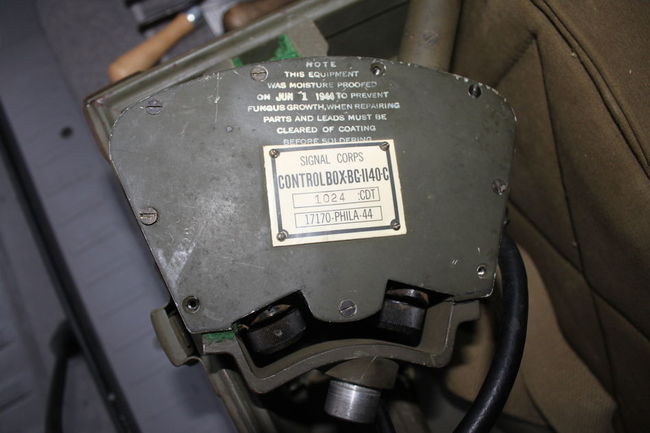 NOTE
THIS EQUIPMENT
WAS MOISTURE PROOFED
ON JUN 1 1944 TO PREVENT
FUNGUS GROWTH, WHEN REPAIRING
PARTS AND LEADS MUST BE
CLEARED OF COATING
BEFORE SOLDERING
SIGNAL CORPS
CONTROL BOX-BC-1140-C
1024 :CDT
17170-PHILA-44